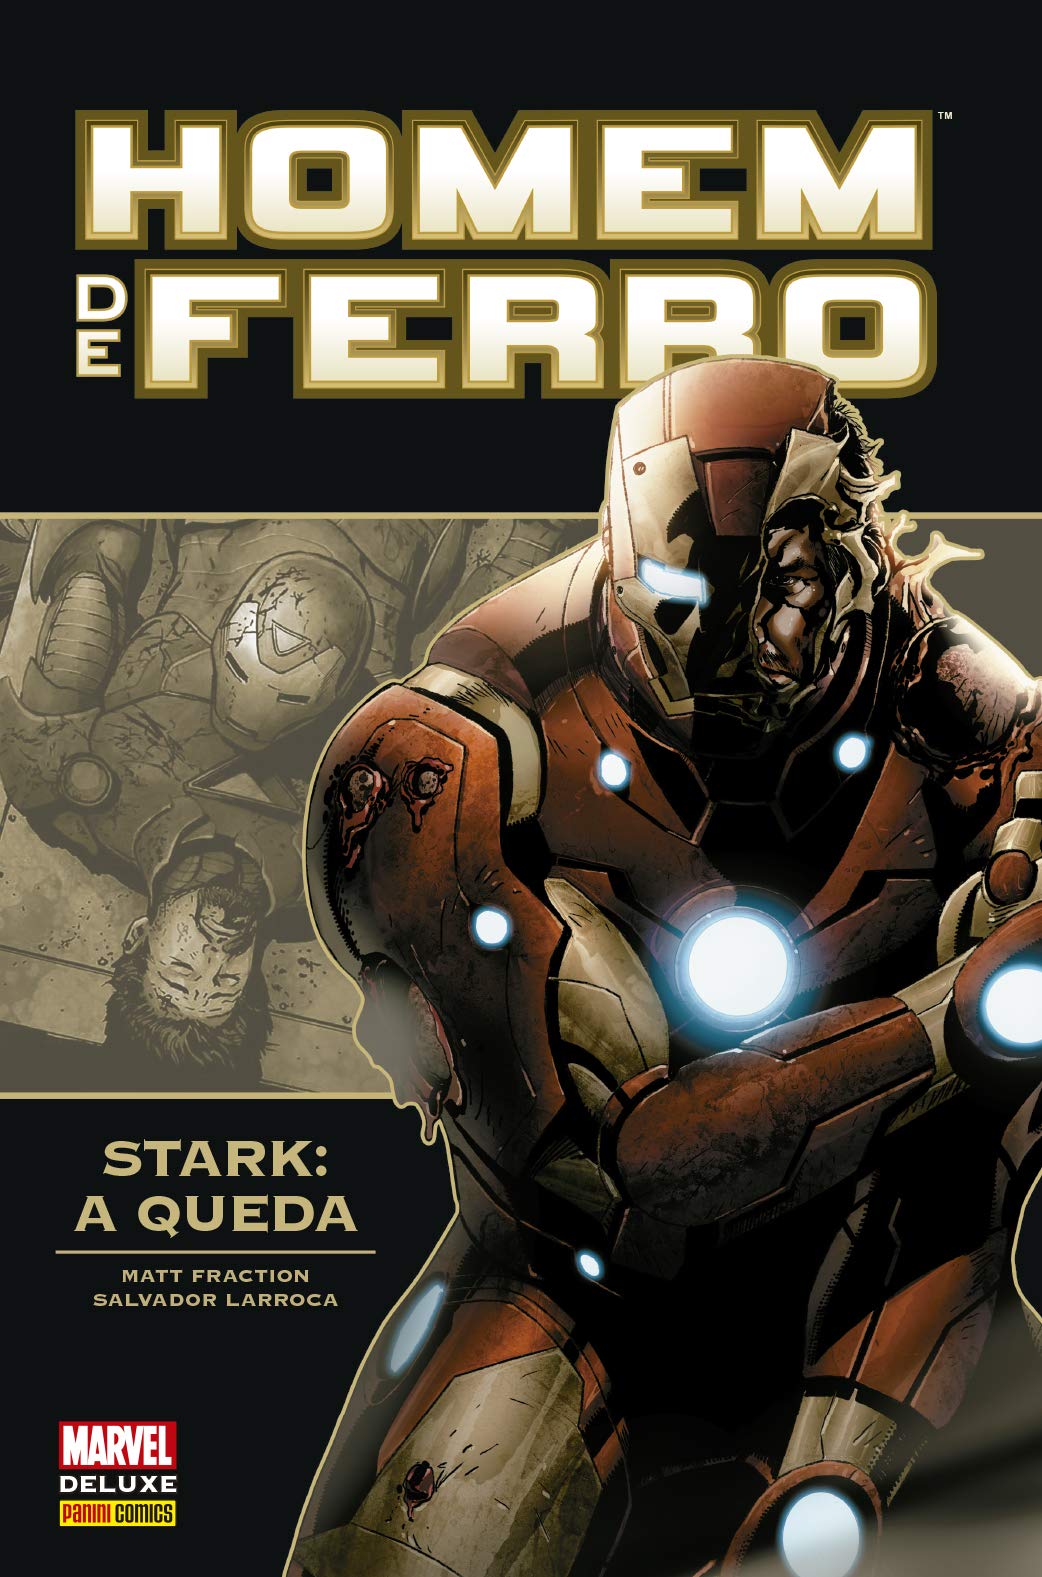 HOMEM™
DE FERRO
STARK:
A QUEDA
MATT FRACTION
SALVADOR LARROCA
MARVEL
DELUXE
PANINI COMICS